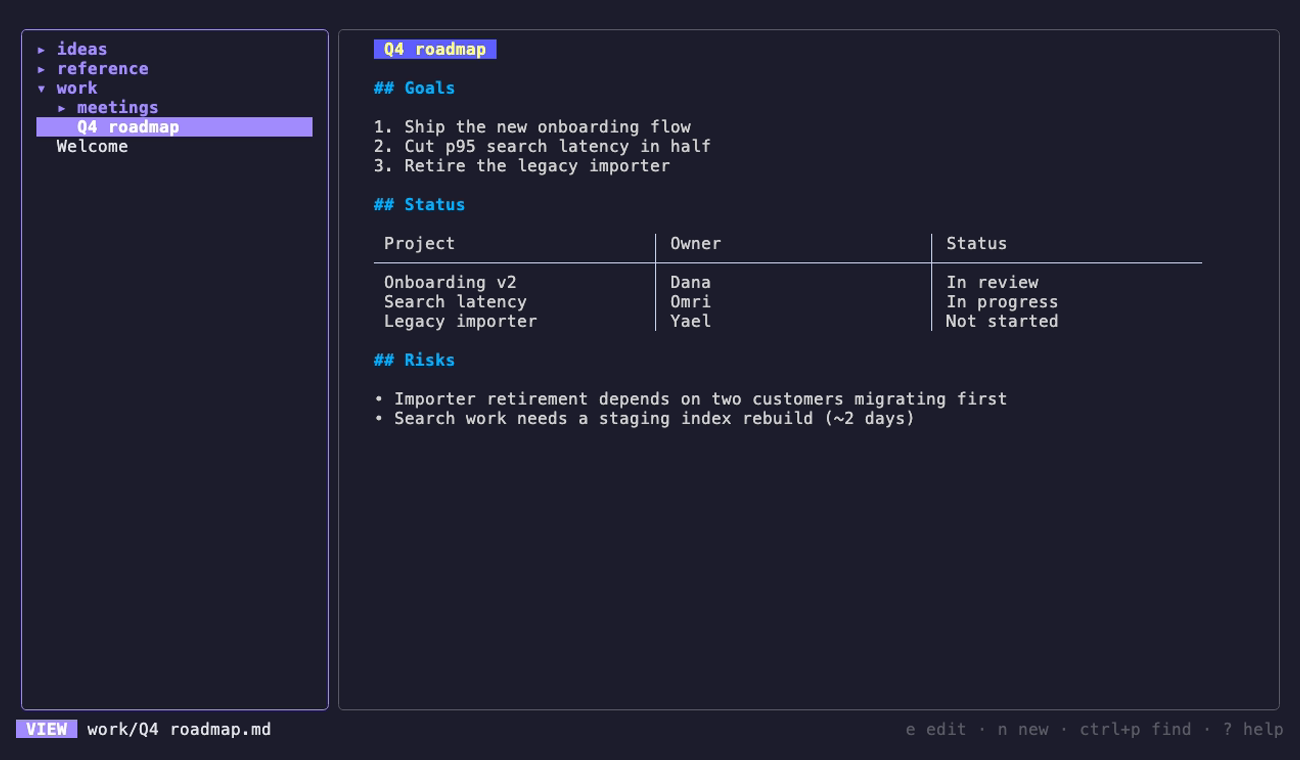 ▸ ideas
▸ reference
▾ work
▸ meetings
Q4 roadmap
Welcome
Q4 roadmap
## Goals
1. Ship the new onboarding flow
2. Cut p95 search latency in half
3. Retire the legacy importer
## Status
Project Owner Status
Onboarding v2 Dana In review
Search latency Omri In progress
Legacy importer Yael Not started
## Risks
• Importer retirement depends on two customers migrating first
• Search work needs a staging index rebuild (~2 days)
VIEW work/Q4 roadmap.md e edit · n new · ctrl+p find · ? help